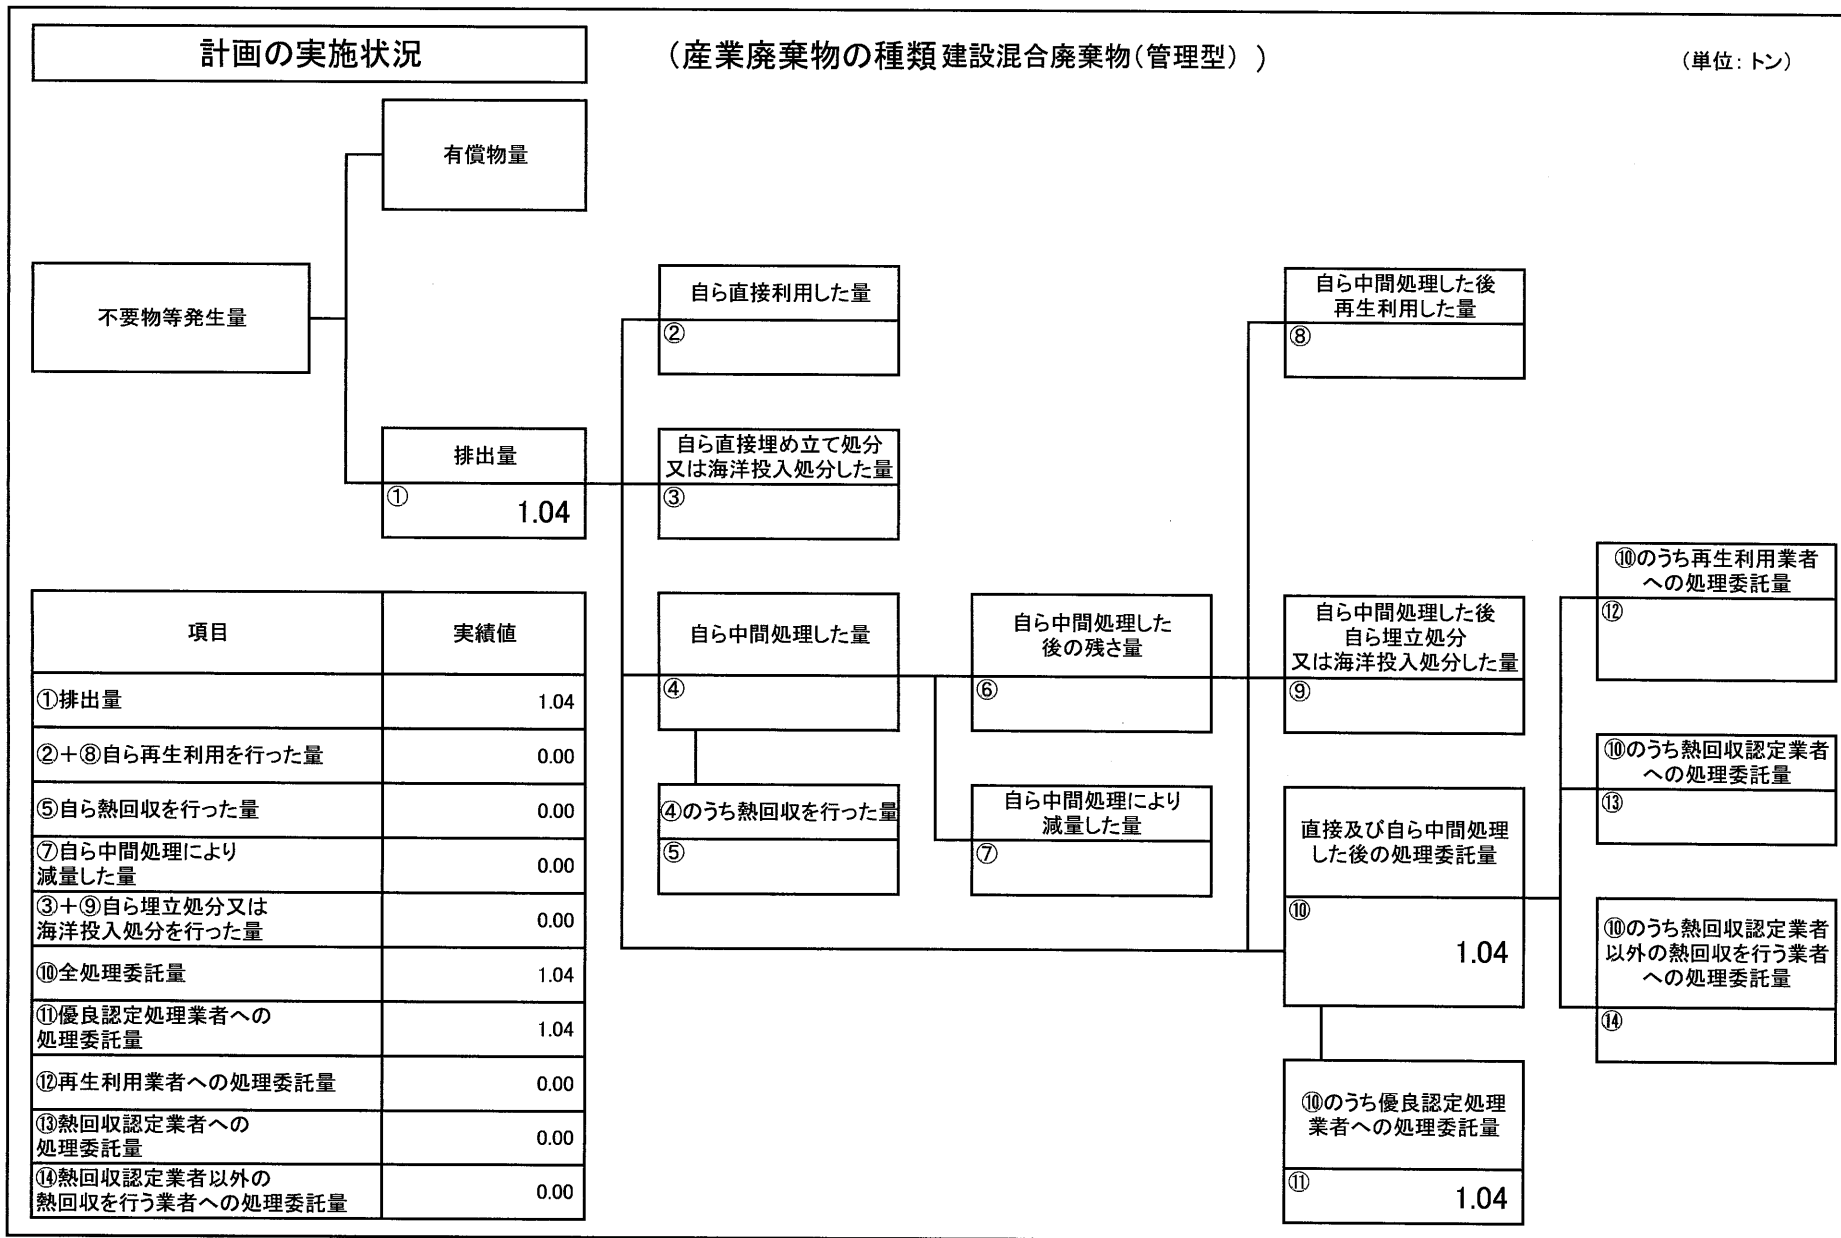 計画の実施状況
（産業廃棄物の種類 建設混合廃棄物（管理型））
（単位：トン）
有償物量
不要物等発生量
排出量
①
1.04
自ら直接利用した量
②
自ら直接埋め立て処分
又は海洋投入処分した量
③
自ら中間処理した量
④
④のうち熱回収を行った量
⑤
自ら中間処理した
後の残さ量
⑥
自ら中間処理により
減量した量
⑦
自ら中間処理した後
再生利用した量
⑧
自ら中間処理した後
自ら埋立処分
又は海洋投入処分した量
⑨
直接及び自ら中間処理
した後の処理委託量
⑩
1.04
⑩のうち優良認定処理
業者への処理委託量
⑪
1.04
⑩のうち再生利用業者
への処理委託量
⑫
⑩のうち熱回収認定業者
への処理委託量
⑬
⑩のうち熱回収認定業者
以外の熱回収を行う業者
への処理委託量
⑭
項目 実績値
①排出量 1.04
②＋⑧自ら再生利用を行った量 0.00
⑤自ら熱回収を行った量 0.00
⑦自ら中間処理により
減量した量 0.00
③＋⑨自ら埋立処分又は
海洋投入処分を行った量 0.00
⑩全処理委託量 1.04
⑪優良認定処理業者への
処理委託量 1.04
⑫再生利用業者への処理委託量 0.00
⑬熱回収認定業者への
処理委託量 0.00
⑭熱回収認定業者以外の
熱回収を行う業者への処理委託量 0.00